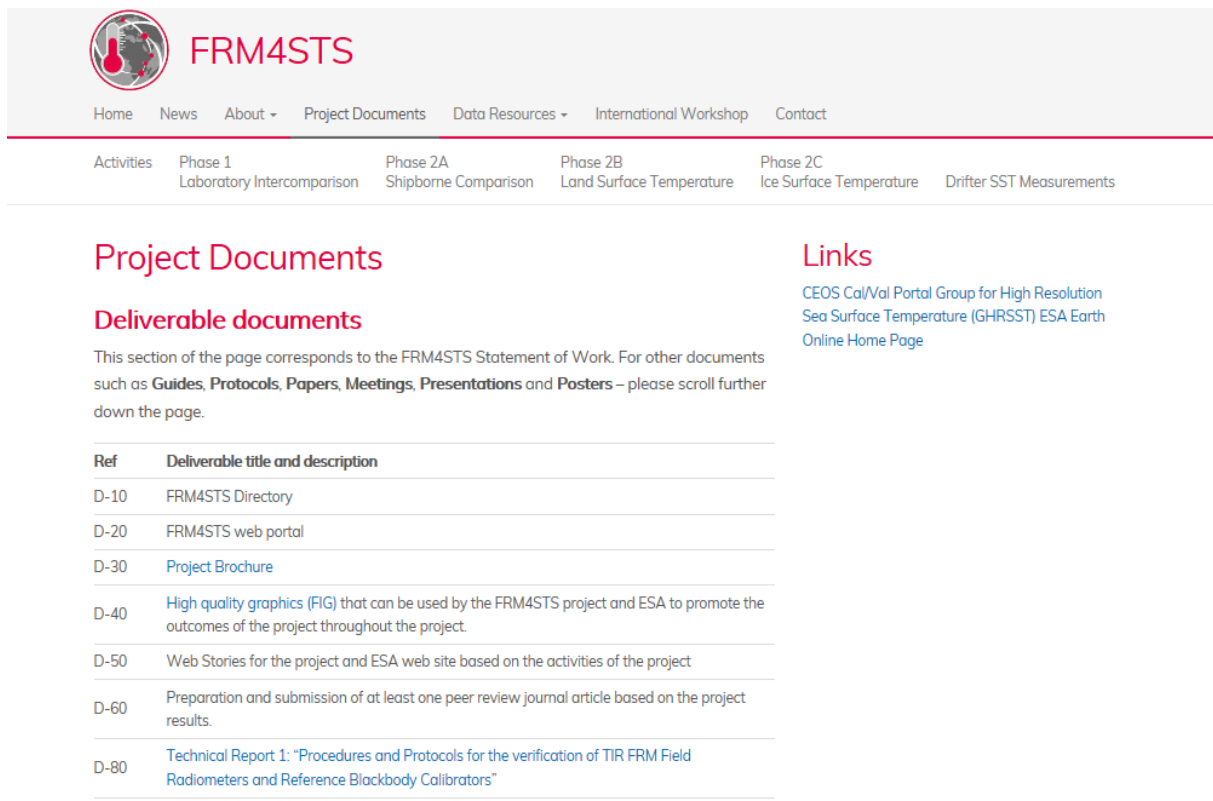 FRM4STS
Home News About Project Documents Data Resources International Workshop Contact
Activities
Phase 1
Laboratory Intercomparison
Phase 2A
Shipborne Comparison
Phase 2B
Land Surface Temperature
Phase 2C
Ice Surface Temperature
Drifter SST Measurements
Project Documents
Deliverable documents
This section of the page corresponds to the FRM4STS Statement of Work. For other documents
such as Guides, Protocols, Papers, Meetings, Presentations and Posters – please scroll further
down the page.
Ref Deliverable title and description
D-10 FRM4STS Directory
D-20 FRM4STS web portal
D-30 Project Brochure
D-40 High quality graphics (FIG) that can be used by the FRM4STS project and ESA to promote the
outcomes of the project throughout the project.
D-50 Web Stories for the project and ESA web site based on the activities of the project
D-60 Preparation and submission of at least one peer review journal article based on the project
results.
D-80 Technical Report 1: “Procedures and Protocols for the verification of TIR FRM Field
Radiometers and Reference Blackbody Calibrators”
Links
CEOS Cal/Val Portal Group for High Resolution
Sea Surface Temperature (GHRSST) ESA Earth
Online Home Page